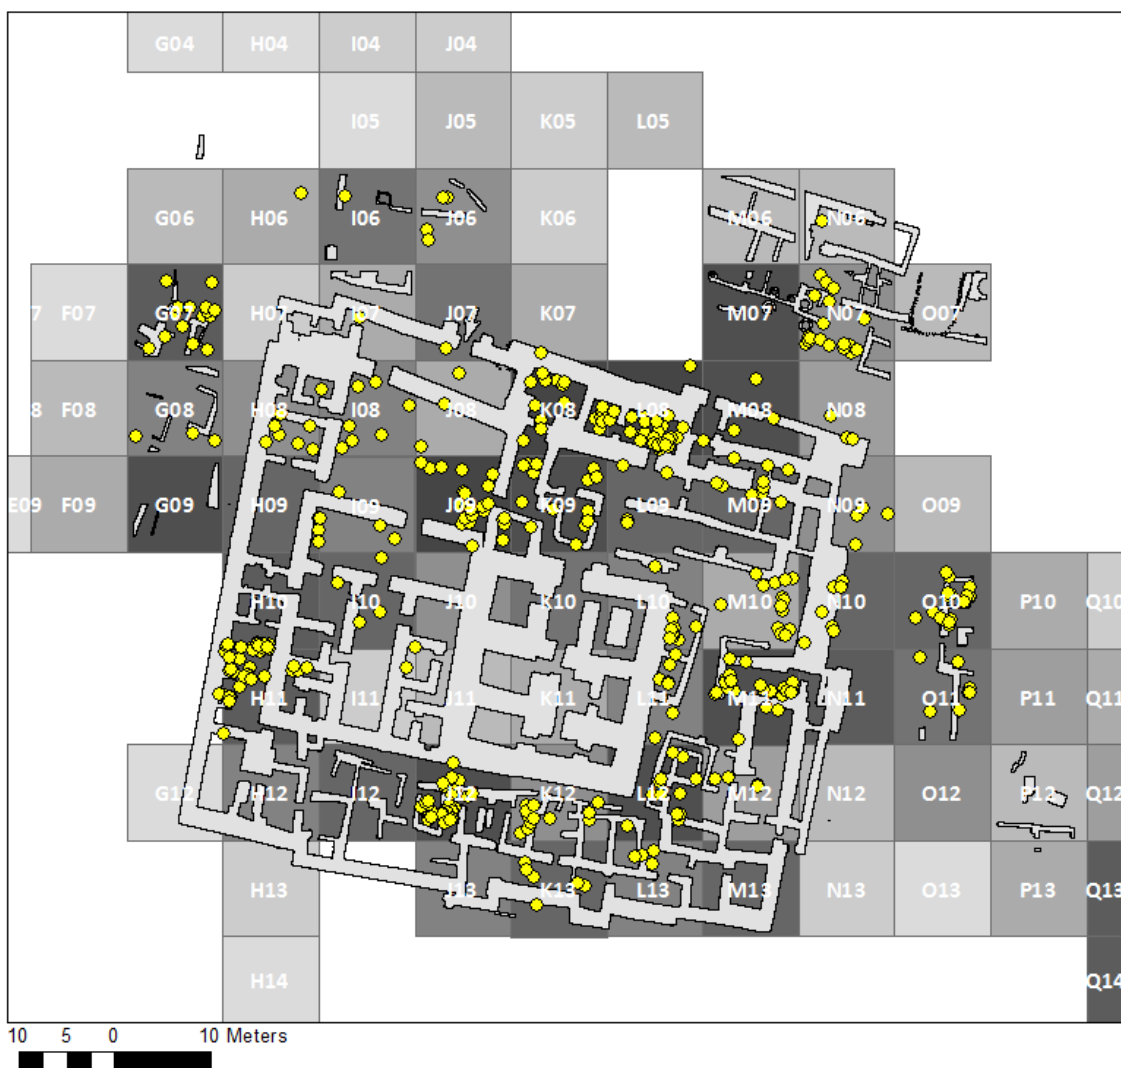 G04 H04 I04 J04
I05 J05 K05 L05
G06 H06 I06 J06 K06 M06 N06
7 F07 G07 H07 I07 J07 K07 M07 N07 O07
8 F08 G08 H08 I08 J08 K08 L08 M08 N08
E09 F09 G09 H09 I09 J09 K09 L09 M09 N09 O09
H10 I10 J10 K10 L10 M10 N10 O10 P10 Q10
H11 I11 J11 K11 L11 M11 N11 O11 P11 Q11
G12 H12 I12 J12 K12 L12 M12 N12 O12 P12 Q12
H13 J13 K13 L13 M13 N13 O13 P13 Q13
H14 Q14
10 5 0 10 Meters